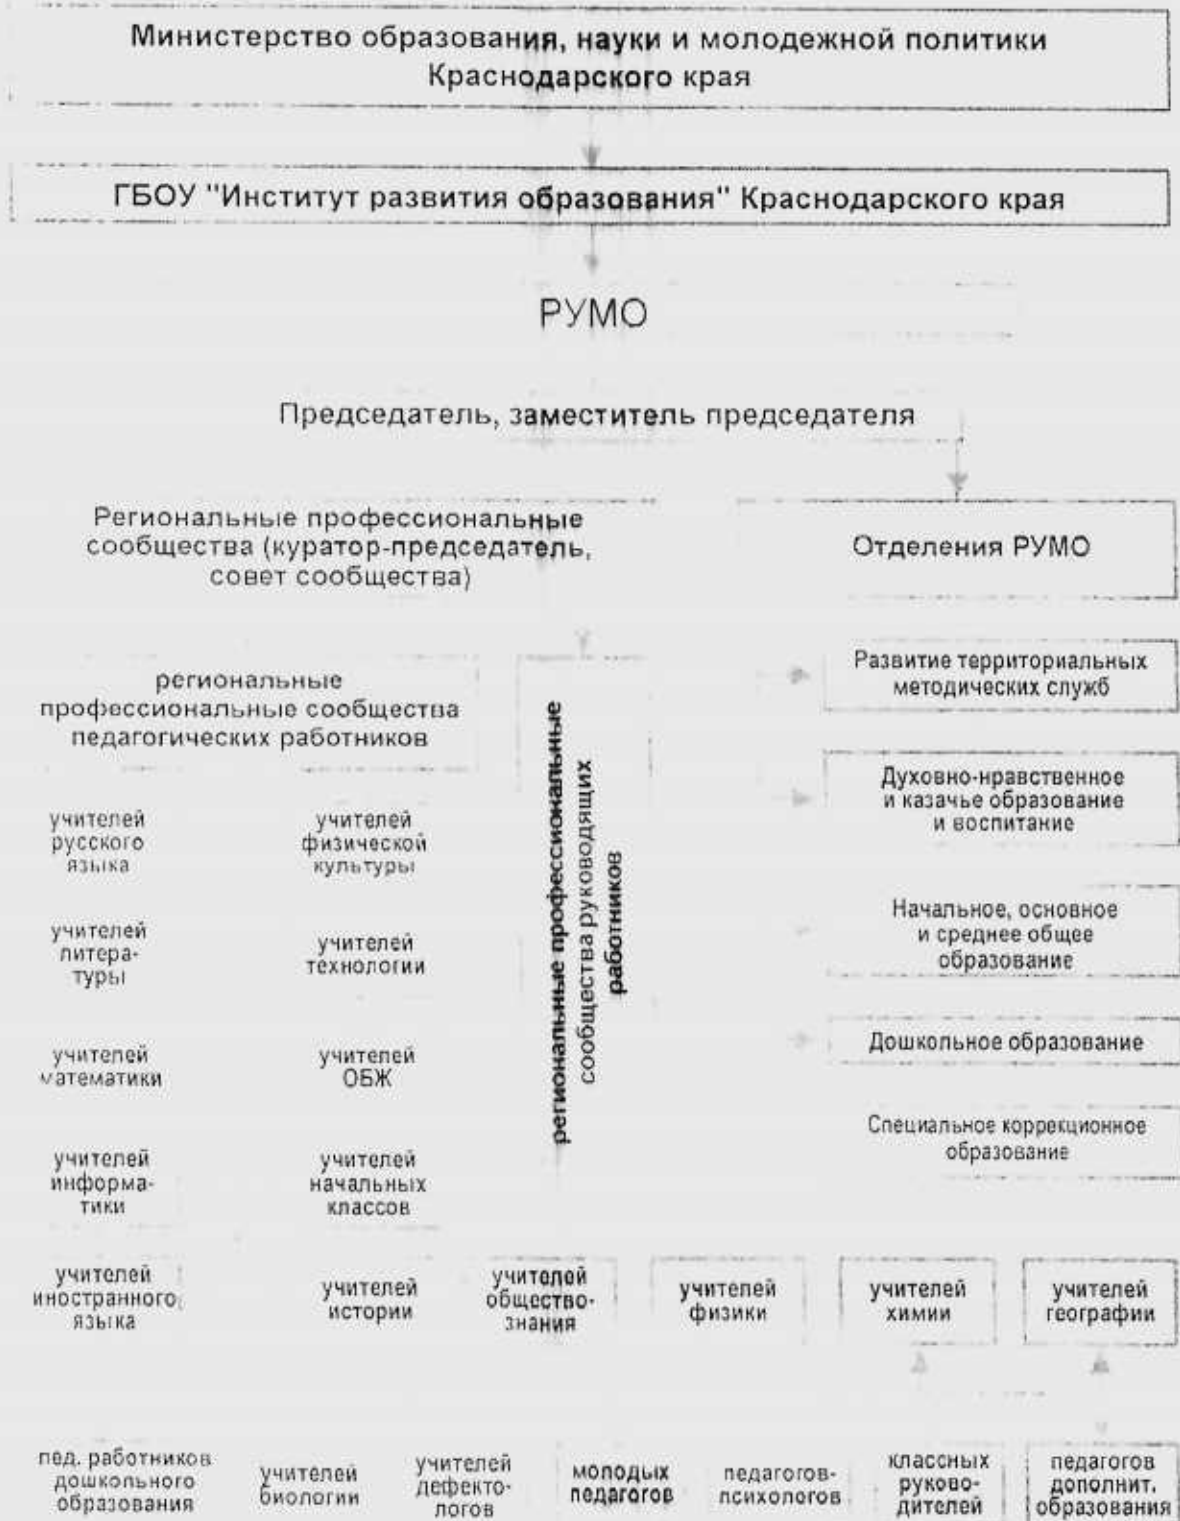 Министерство образования, науки и молодежной политики
Краснодарского края
ГБОУ "Институт развития образования" Краснодарского края
РУМО
Председатель, заместитель председателя
Региональные профессиональные
сообщества (куратор-председатель,
совет сообщества)
Отделения РУМО
региональные
профессиональные сообщества
педагогических работников
региональные профессиональные
сообщества руководящих
работников
Развитие территориальных
методических служб
Духовно-нравственное
и казачье образование
и воспитание
Начальное, основное
и среднее общее
образование
Дошкольное образование
Специальное коррекционное
образование
учителей
русского
языка
учителей
физической
культуры
учителей
литера-
туры
учителей
технологии
учителей
математики
учителей
ОБЖ
учителей
информа-
тики
учителей
начальных
классов
учителей
иностранного
языка
учителей
истории
учителей
общество-
знания
учителей
физики
учителей
химии
учителей
географии
пед. работников
дошкольного
образования
учителей
биологии
учителей
дефекто-
логов
молодых
педагогов
педагогов-
психологов
классных
руково-
дителей
педагогов
дополнит.
образования